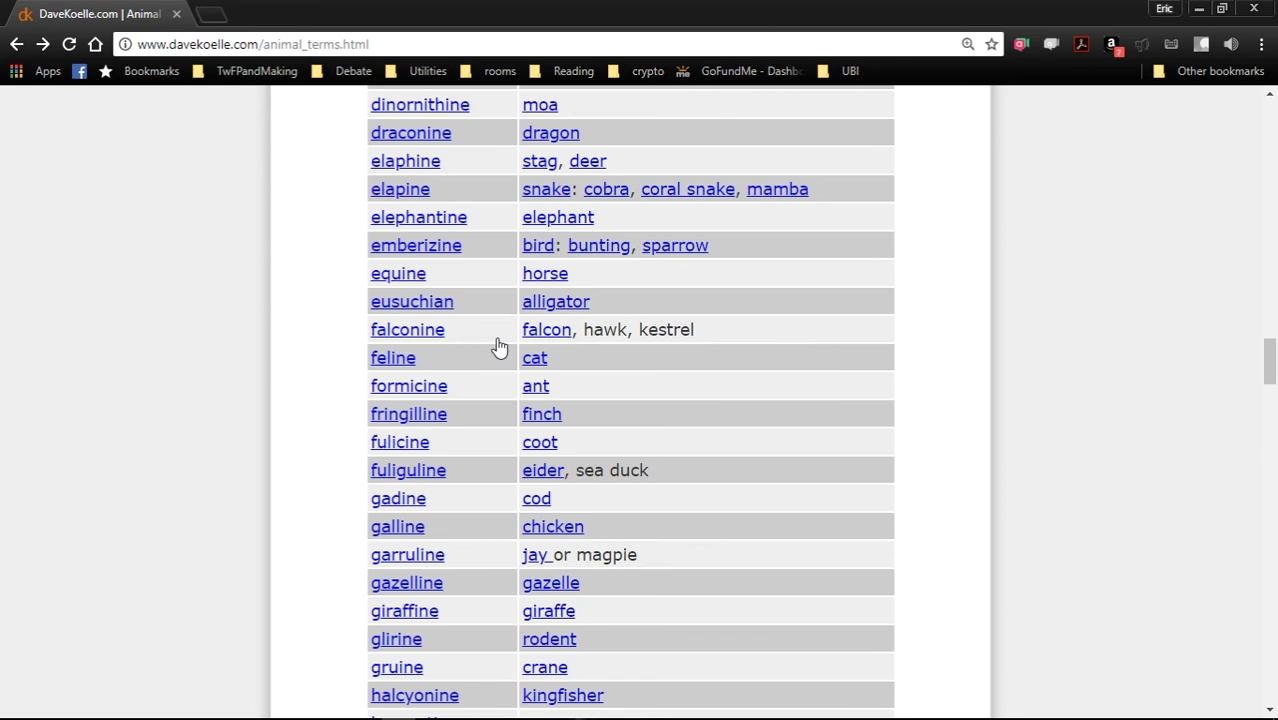 DaveKoelle.com | Animal
Eric
www.davekoelle.com/animal_terms.html
7
Apps Bookmarks TwFPandMaking Debate Utilities rooms Reading crypto me GoFundMe - Dashbo UBI Other bookmarks
dinornithine moa
draconine dragon
elaphine stag, deer
elapine snake: cobra, coral snake, mamba
elephantine elephant
emberizine bird: bunting, sparrow
equine horse
eusuchian alligator
falconine falcon, hawk, kestrel
feline cat
formicine ant
fringilline finch
fulicine coot
fuliguline eider, sea duck
gadine cod
galline chicken
garruline jay or magpie
gazelline gazelle
giraffine giraffe
glirine rodent
gruine crane
halcyonine kingfisher